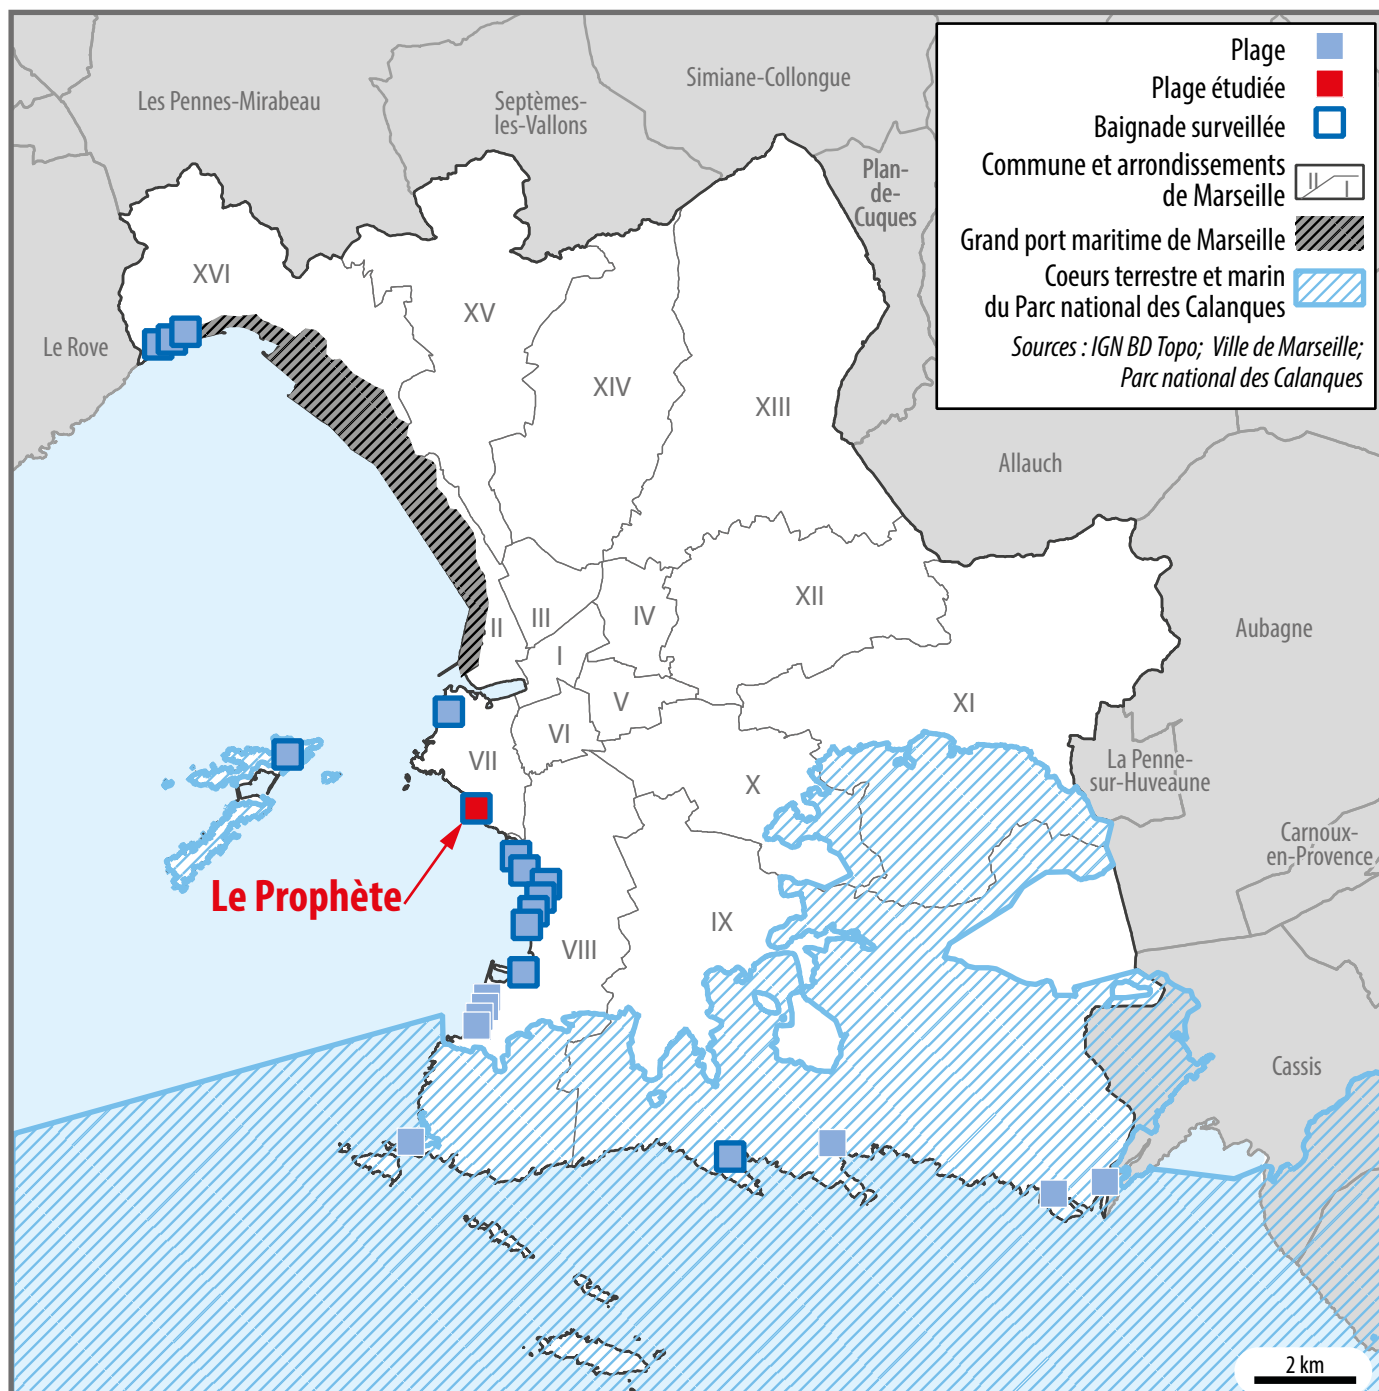 Plage
Plage étudiée
Baignade surveillée
Commune et arrondissements
de Marseille
Grand port maritime de Marseille
Coeurs terrestre et marin
du Parc national des Calanques
Sources : IGN BD Topo; Ville de Marseille;
Parc national des Calanques
Simiane-Collongue
Les Pennes-Mirabeau
Septèmes-
les-Vallons
Plan-
de-
Cuques
XVI
XV
Le Rove
XIV
XIII
Allauch
XII
III
IV
II
Aubagne
I
V
XI
VI
VII
X
La Penne-
sur-Huveaune
Carnoux-
en-Provence
Le Prophète
IX
VIII
Cassis
2 km